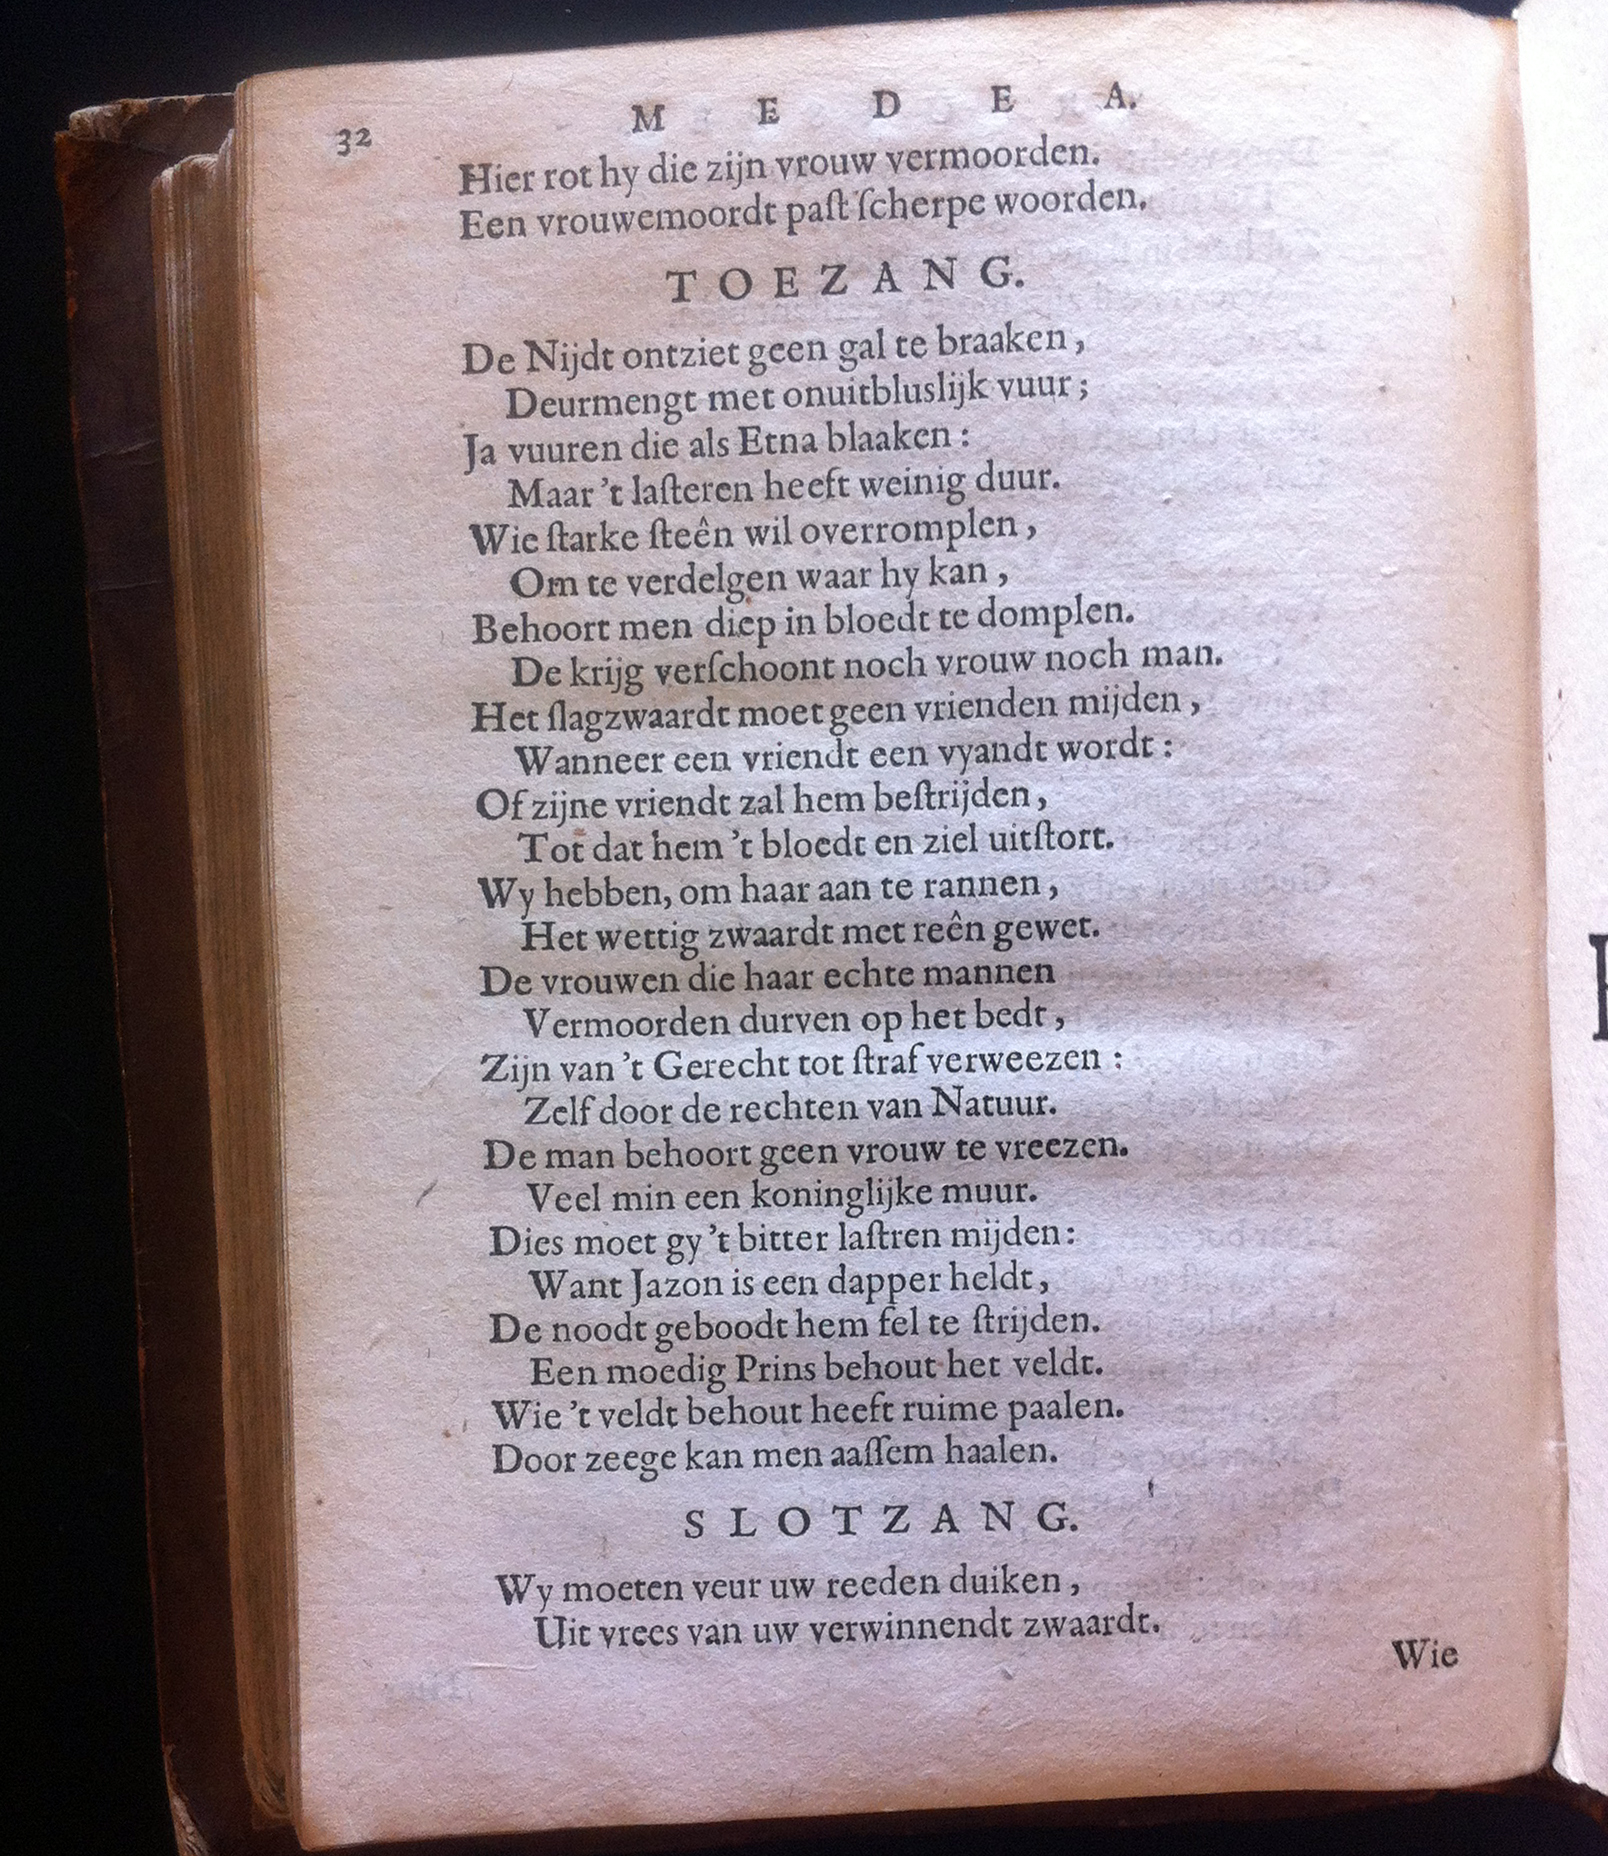 32 M E D E A.
Hier rot hy die zijn vrouw vermoorden.
Een vrouwemoordt paſt ſcherpe woorden.
T O E Z A N G.
De Nijdt ontziet geen gal te braaken,
Deurmengt met onuitbluslijk vuur;
Ja vuuren die als Etna blaaken:
Maar 't laſteren heeft weinig duur.
Wie ſtarke ſteên wil overromplen,
Om te verdelgen waar hy kan,
Behoort men diep in bloedt te domplen.
De krijg verſchoont noch vrouw noch man.
Het ſlagzwaardt moet geen vrienden mijden,
Wanneer een vriendt een vyandt wordt:
Of zijne vriendt zal hem beſtrijden,
Tot dat hem 't bloedt en ziel uitſtort.
Wy hebben, om haar aan te rannen,
Het wettig zwaardt met reên gewet.
De vrouwen die haar echte mannen
Vermoorden durven op het bedt,
Zijn van 't Gerecht tot ſtraf verweezen:
Zelf door de rechten van Natuur.
De man behoort geen vrouw te vreezen.
Veel min een koninglijke muur.
Dies moet gy 't bitter laſtren mijden:
Want Jazon is een dapper heldt,
De noodt geboodt hem fel te ſtrijden.
Een moedig Prins behout het veldt.
Wie 't veldt behout heeft ruime paalen.
Door zeege kan men aaſſem haalen.
S L O T Z A N G.
Wy moeten veur uw reeden duiken,
Uit vrees van uw verwinnendt zwaardt.
Wie